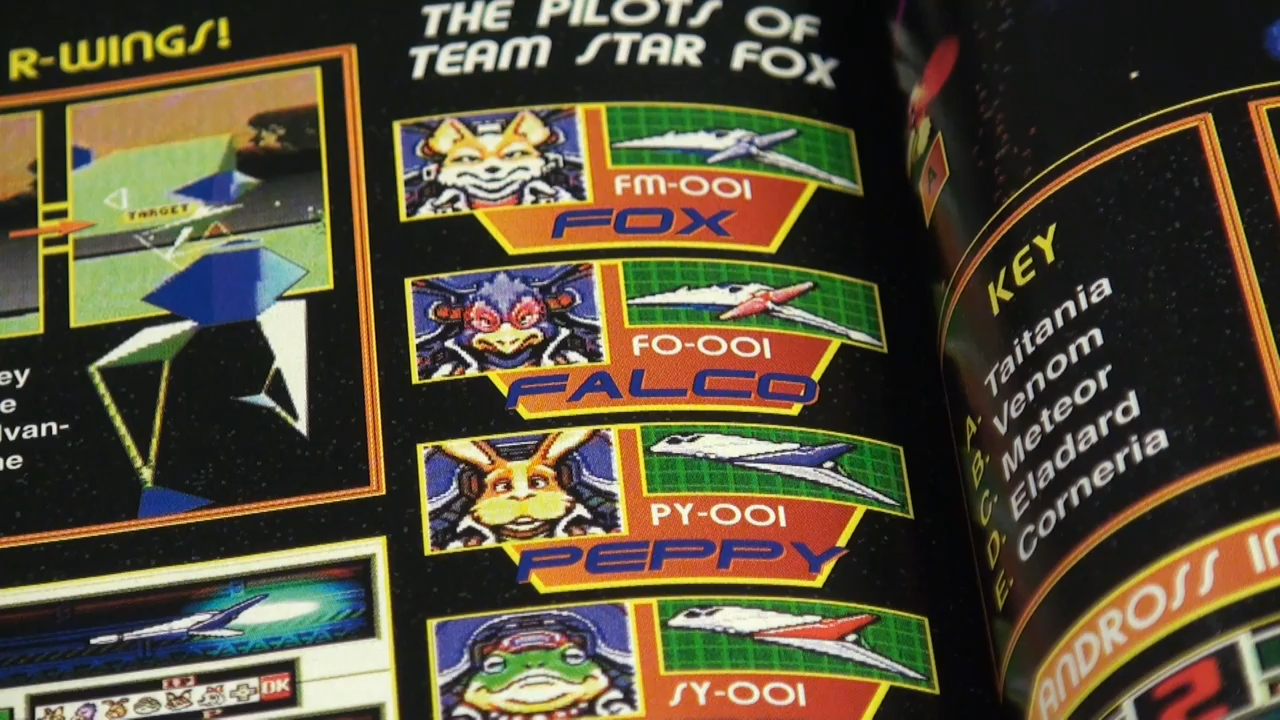 R-WINGS!
TARGET
ey
e
lvan-
ne
OK
THE PILOTS OF
TEAM STAR FOX
FM-001
FOX
FO-001
FALCO
PY-001
PEPPY
SY-001
A
KEY
A. Taitania
B. Venom
C. Meteor
D. Eladard
E. Corneria
ANDROSS IN
2